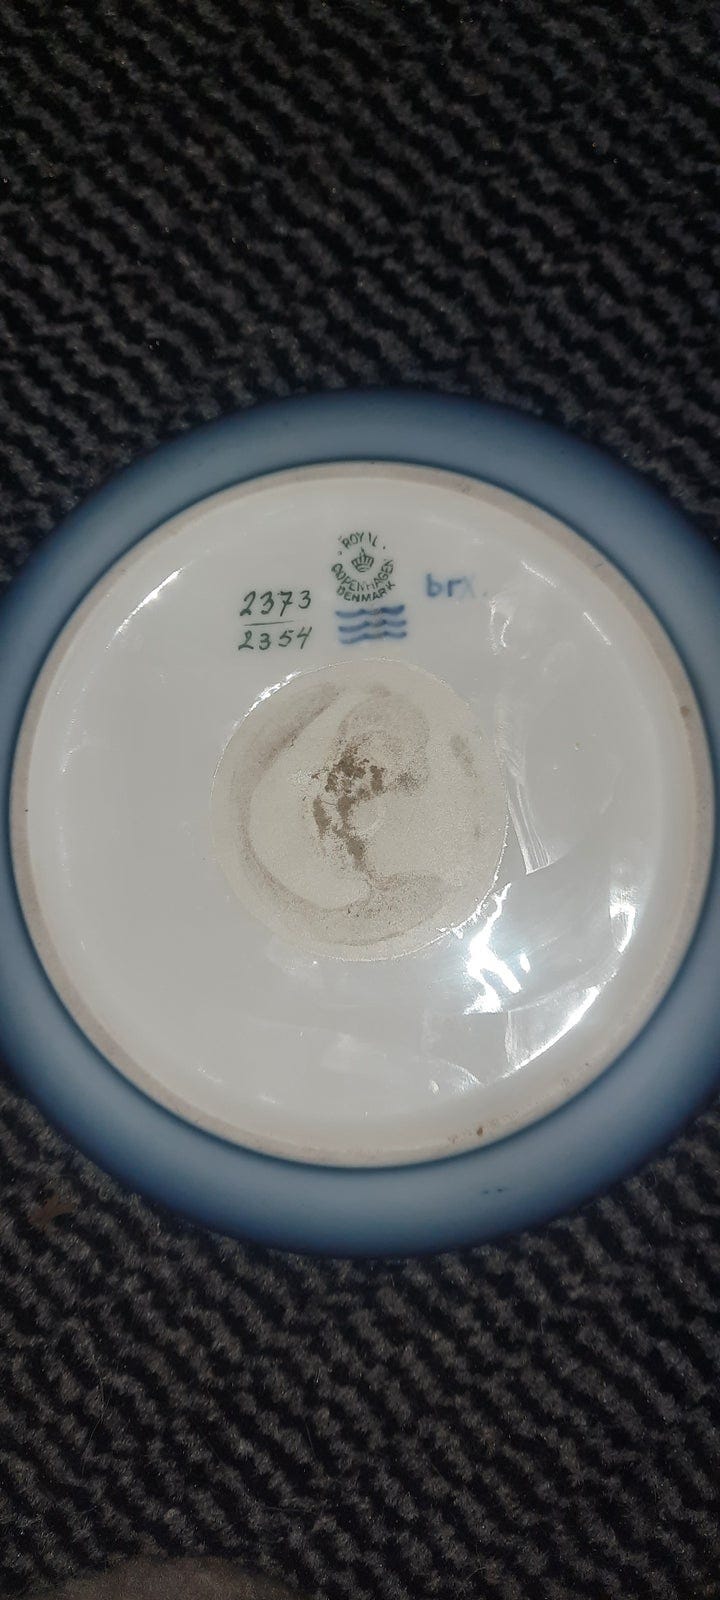 ROYAL
COPENHAGEN
DENMARK
2373
2354
brx.